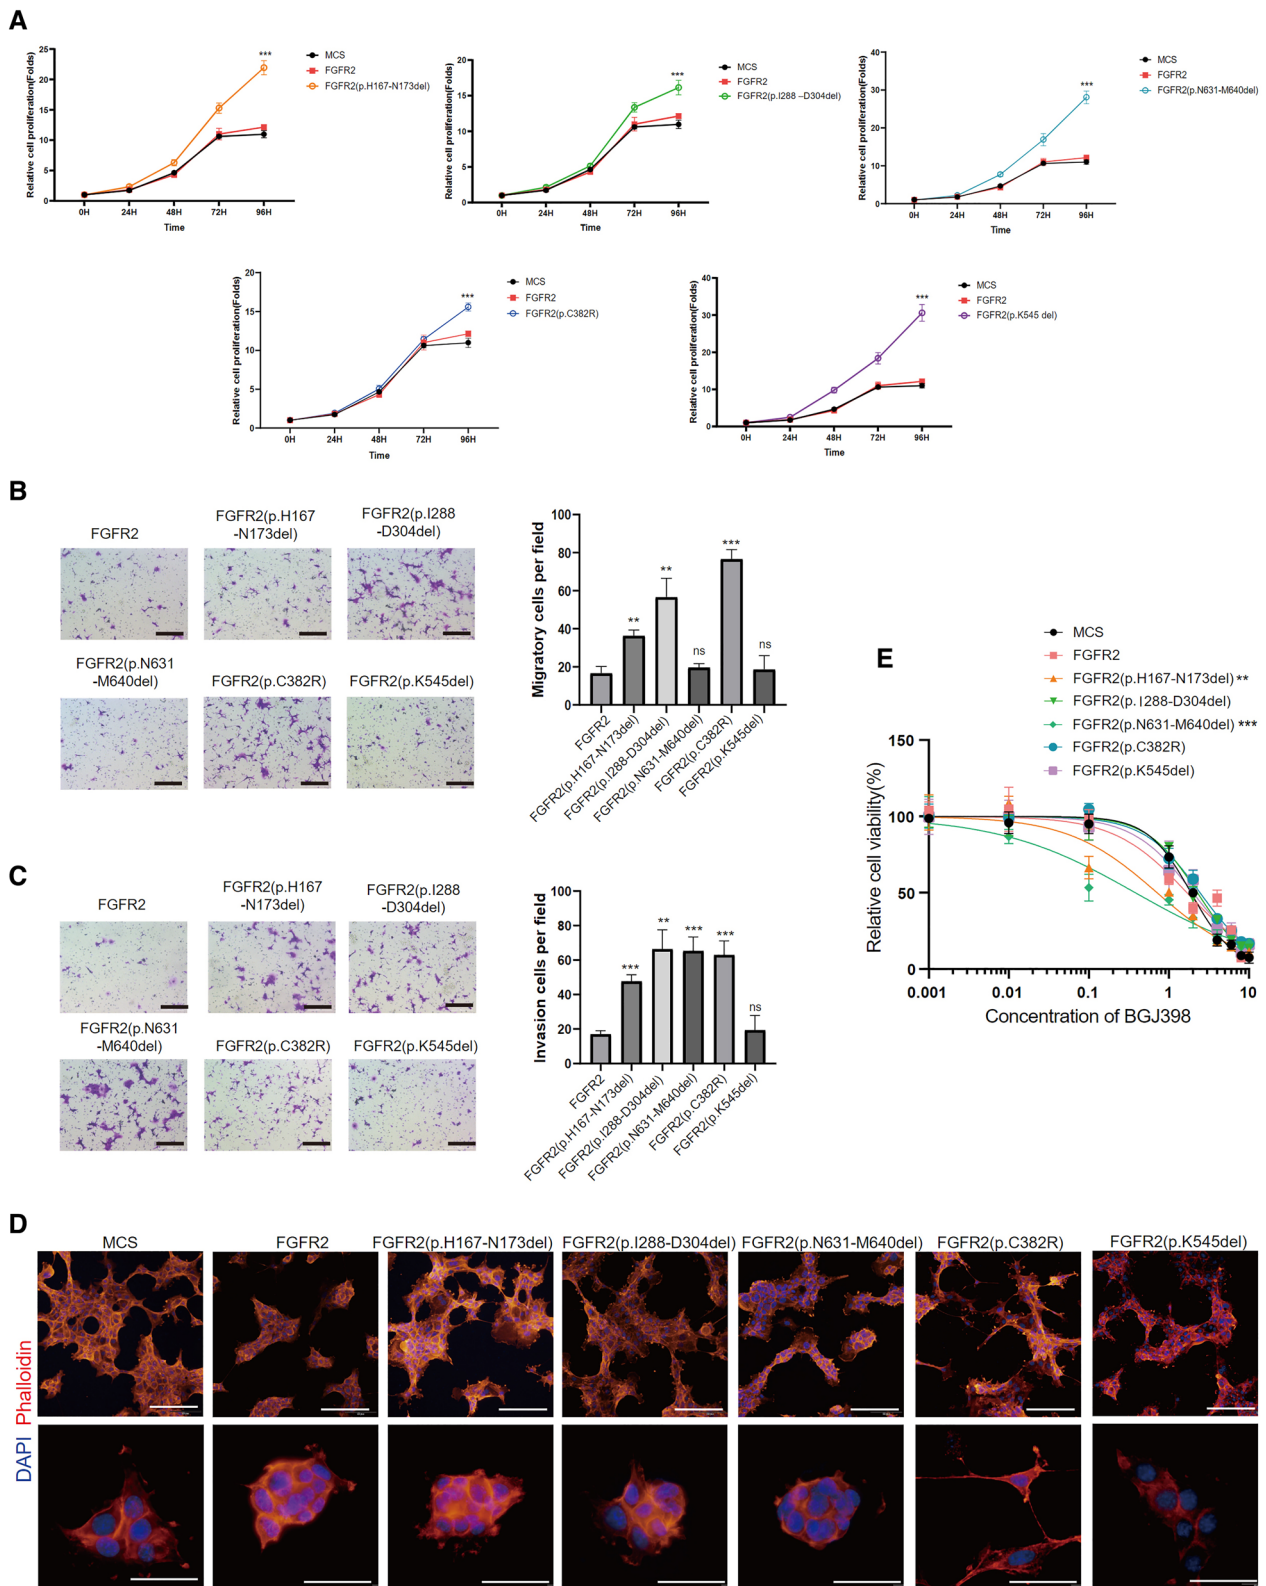 A
25
20
15
10
5
0
Relative cell proliferation(Folds)
0H 24H 48H 72H 96H
Time
***
MCS
FGFR2
FGFR2(p.H167-N173del)
20
15
10
5
0
Relative cell proliferation(Folds)
0H 24H 48H 72H 96H
Time
***
MCS
FGFR2
FGFR2(p.I288 –D304del)
40
30
20
10
0
Relative cell proliferation(Folds)
0H 24H 48H 72H 96H
Time
***
MCS
FGFR2
FGFR2(p.N631-M640del)
20
15
10
5
0
Relative cell proliferation(Folds)
0H 24H 48H 72H 96H
Time
***
MCS
FGFR2
FGFR2(p.C382R)
40
30
20
10
0
Relative cell proliferation(Folds)
0H 24H 48H 72H 96H
Time
***
MCS
FGFR2
FGFR2(p.K545 del)
B
FGFR2
FGFR2(p.H167
-N173del)
FGFR2(p.I288
-D304del)
FGFR2(p.N631
-M640del)
FGFR2(p.C382R)
FGFR2(p.K545del)
Migratory cells per field
100
80
60
40
20
0
** ** ns *** ns
FGFR2
FGFR2(p.H167-N173del)
FGFR2(p.I288-D304del)
FGFR2(p.N631-M640del)
FGFR2(p.C382R)
FGFR2(p.K545del)
C
FGFR2
FGFR2(p.H167
-N173del)
FGFR2(p.I288
-D304del)
FGFR2(p.N631
-M640del)
FGFR2(p.C382R)
FGFR2(p.K545del)
Invasion cells per field
100
80
60
40
20
0
*** ** *** *** ns
FGFR2
FGFR2(p.H167-N173del)
FGFR2(p.I288-D304del)
FGFR2(p.N631-M640del)
FGFR2(p.C382R)
FGFR2(p.K545del)
E
MCS
FGFR2
FGFR2(p.H167-N173del) **
FGFR2(p.I288-D304del)
FGFR2(p.N631-M640del) ***
FGFR2(p.C382R)
FGFR2(p.K545del)
Relative cell viability(%)
150
100
50
0
0.001 0.01 0.1 1 10
Concentration of BGJ398
D
MCS
FGFR2
FGFR2(p.H167-N173del)
FGFR2(p.I288-D304del)
FGFR2(p.N631-M640del)
FGFR2(p.C382R)
FGFR2(p.K545del)
DAPI Phalloidin